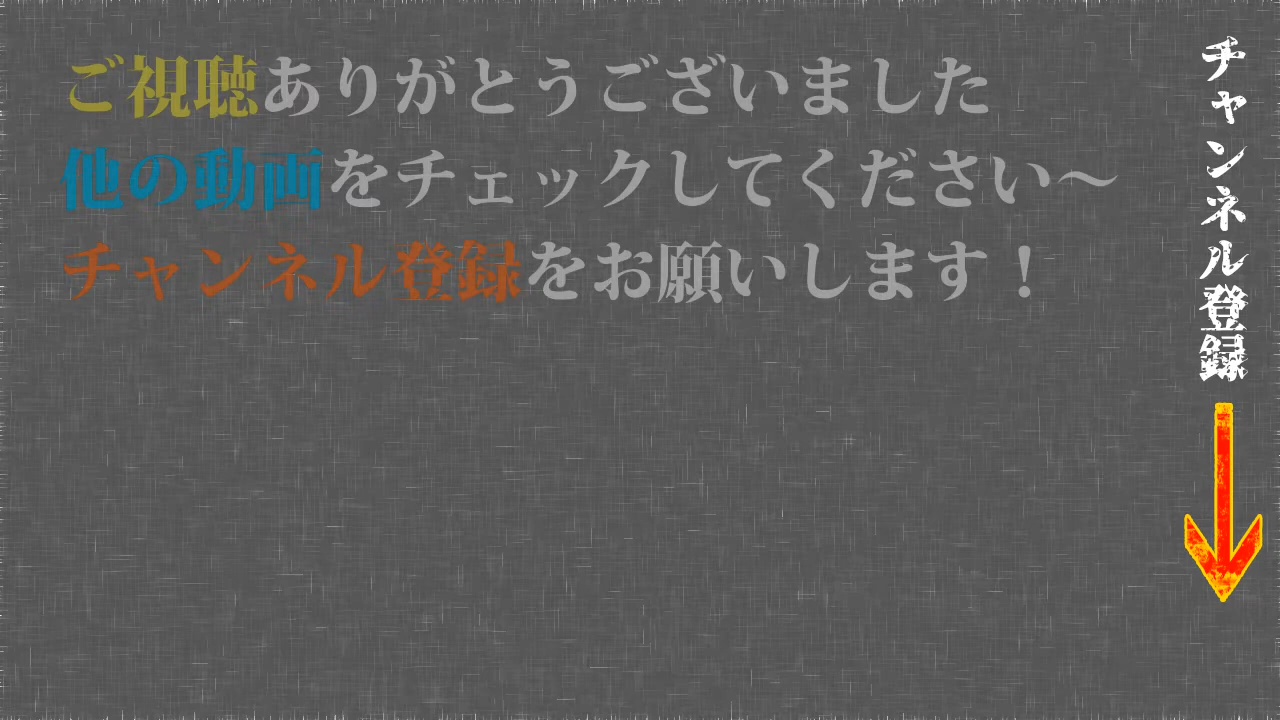 ご視聴ありがとうございました
他の動画をチェックしてください～
チャンネル登録をお願いします！
チャンネル登録